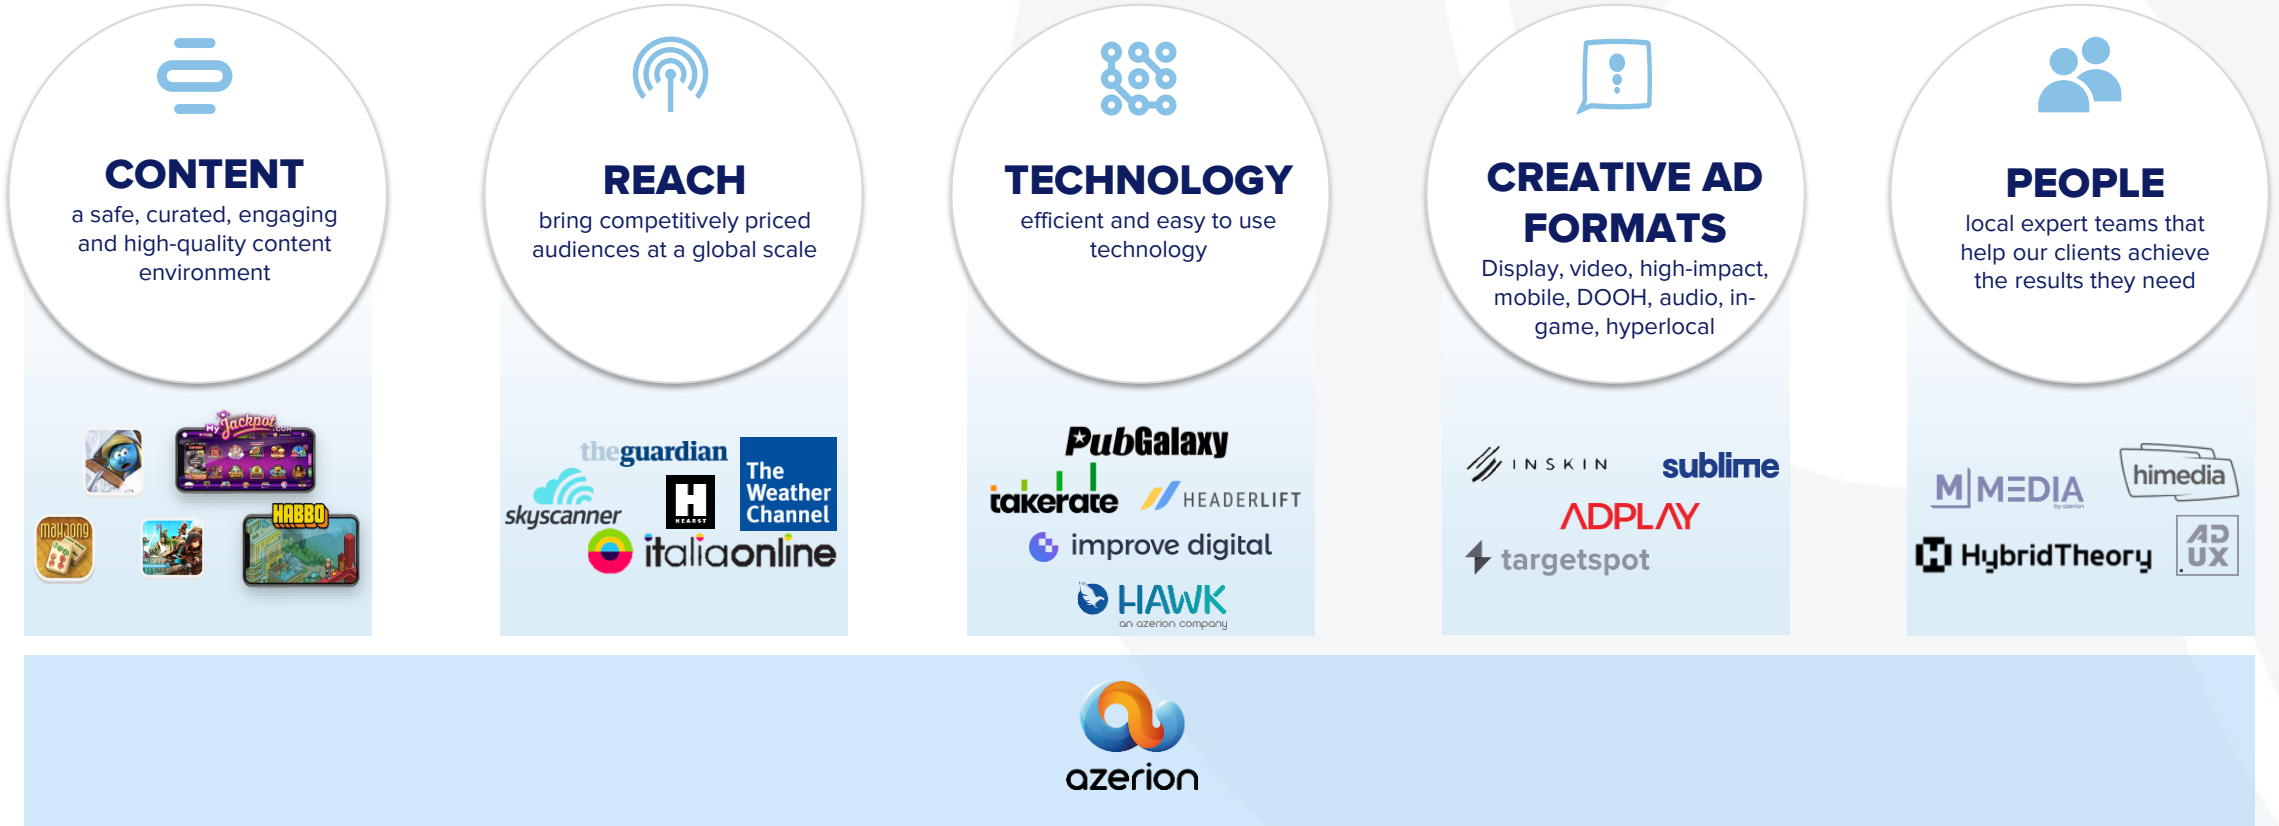 CONTENT
a safe, curated, engaging
and high-quality content
environment
My
Jackpot
.COM
MAHJONG
HABBO
REACH
bring competitively priced
audiences at a global scale
theguardian
The
Weather
Channel
skyscanner
H
HEARST
italiaonline
TECHNOLOGY
efficient and easy to use
technology
PubGalaxy
takerate
HEADERLIFT
improve digital
HAWK
an azerion company
CREATIVE AD
FORMATS
Display, video, high-impact,
mobile, DOOH, audio, in-
game, hyperlocal
INSKIN
sublime
ADPLAY
targetspot
PEOPLE
local expert teams that
help our clients achieve
the results they need
M MEDIA
by azerion
himedia
HybridTheory
AD
.UX
azerion